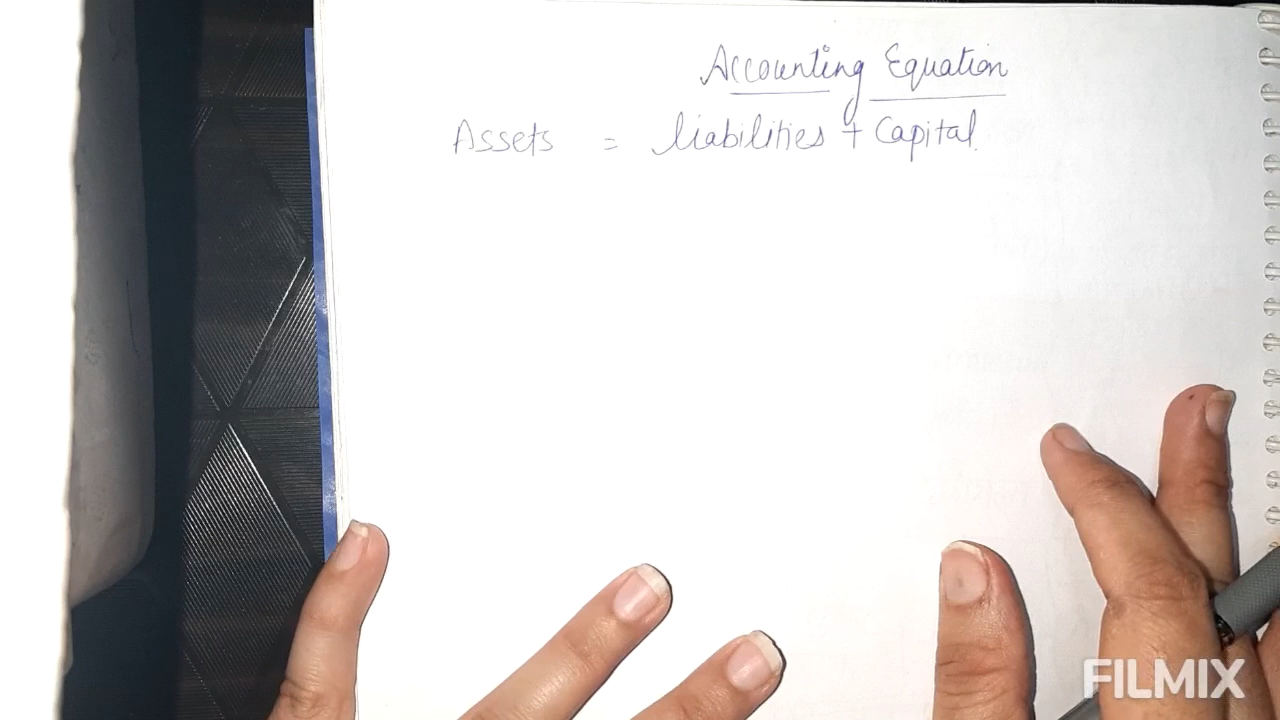 Accounting Equation
Assets = liabilities + Capital.
FILMIX